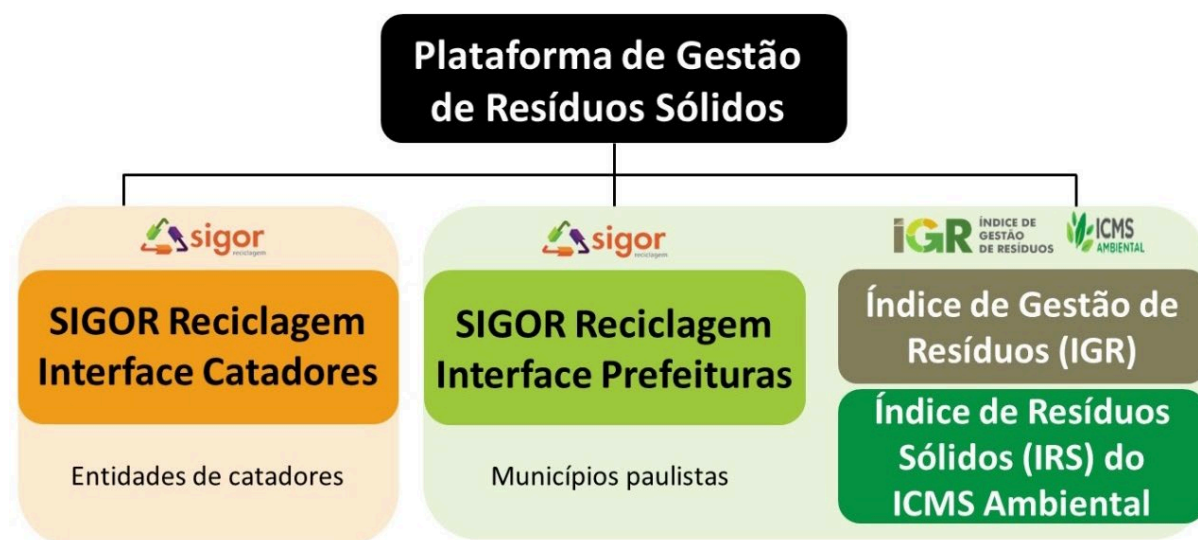 Plataforma de Gestão
de Resíduos Sólidos
sigor
reciclagem
SIGOR Reciclagem
Interface Catadores
Entidades de catadores
sigor
reciclagem
SIGOR Reciclagem
Interface Prefeituras
Municípios paulistas
iGR
ÍNDICE DE
GESTÃO
DE RESÍDUOS
ICMS
AMBIENTAL
Índice de Gestão de
Resíduos (IGR)
Índice de Resíduos
Sólidos (IRS) do
ICMS Ambiental